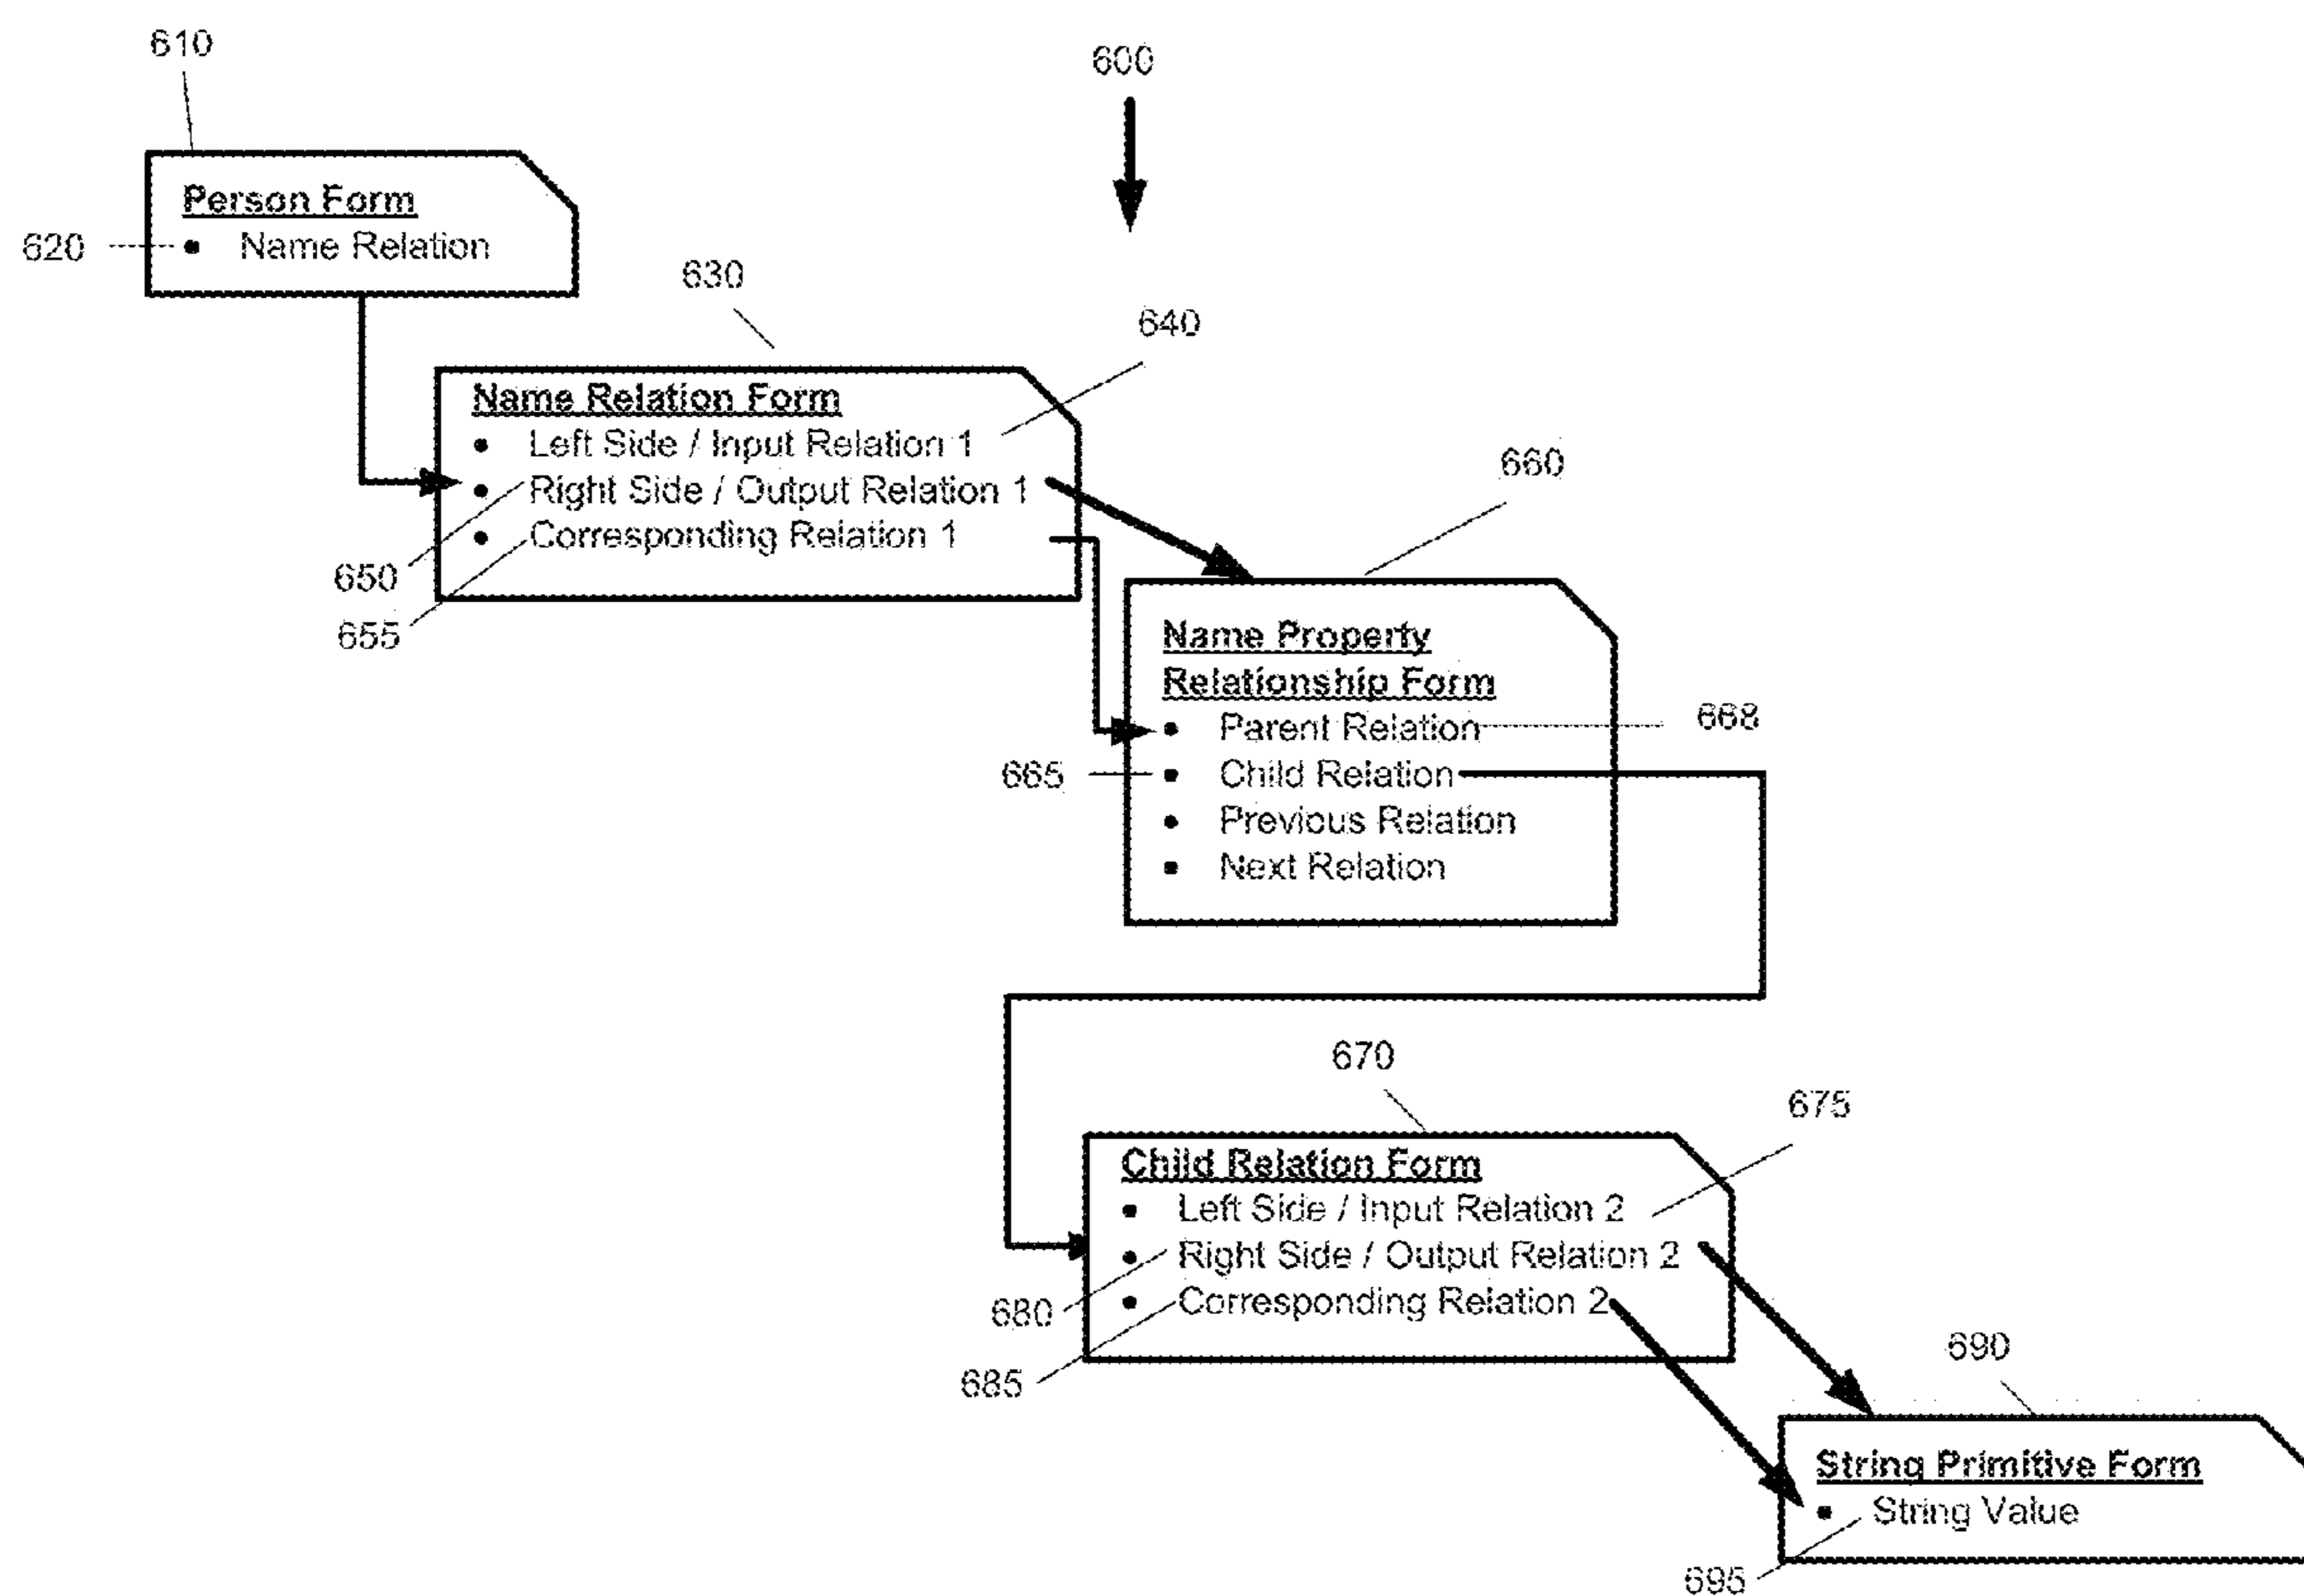 610
600
Person Form
620
• Name Relation
630
640
Name Relation Form
• Left Side / Input Relation 1
• Right Side / Output Relation 1
• Corresponding Relation 1
660
650
655
Name Property
Relationship Form
• Parent Relation
668
665
• Child Relation
• Previous Relation
• Next Relation
670
675
Child Relation Form
• Left Side / Input Relation 2
• Right Side / Output Relation 2
• Corresponding Relation 2
680
685
690
String Primitive Form
• String Value
695